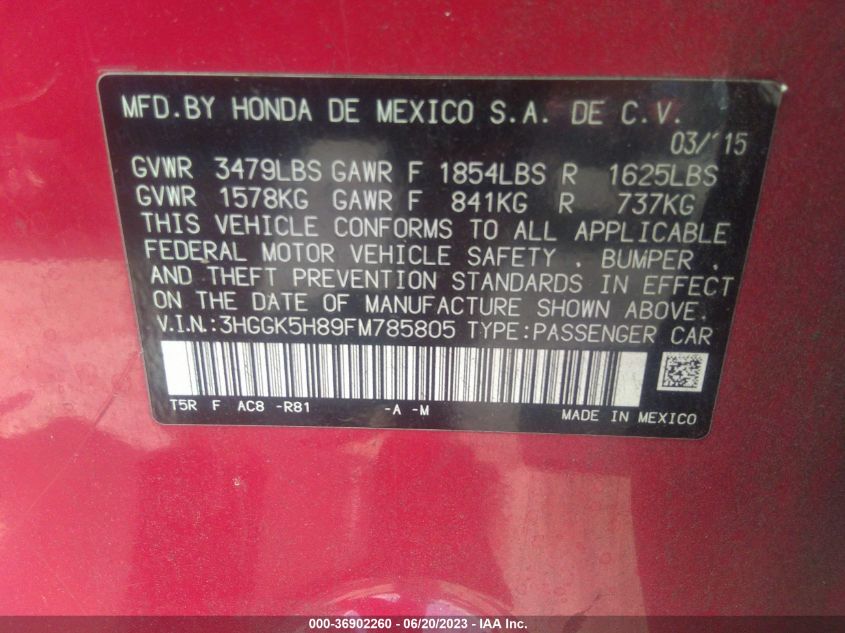 MFD.BY HONDA DE MEXICO S.A. DE C.V.
03/15
GVWR 3479LBS GAWR F 1854LBS R 1625LBS
GVWR 1578KG GAWR F 841KG R 737KG
THIS VEHICLE CONFORMS TO ALL APPLICABLE
FEDERAL MOTOR VEHICLE SAFETY , BUMPER ,
AND THEFT PREVENTION STANDARDS IN EFFECT
ON THE DATE OF MANUFACTURE SHOWN ABOVE.
V.I.N.:3HGGK5H89FM785805 TYPE:PASSENGER CAR
T5R F AC8 -R81 -A -M
MADE IN MEXICO
000-36902260 - 06/20/2023 - IAAI Inc.